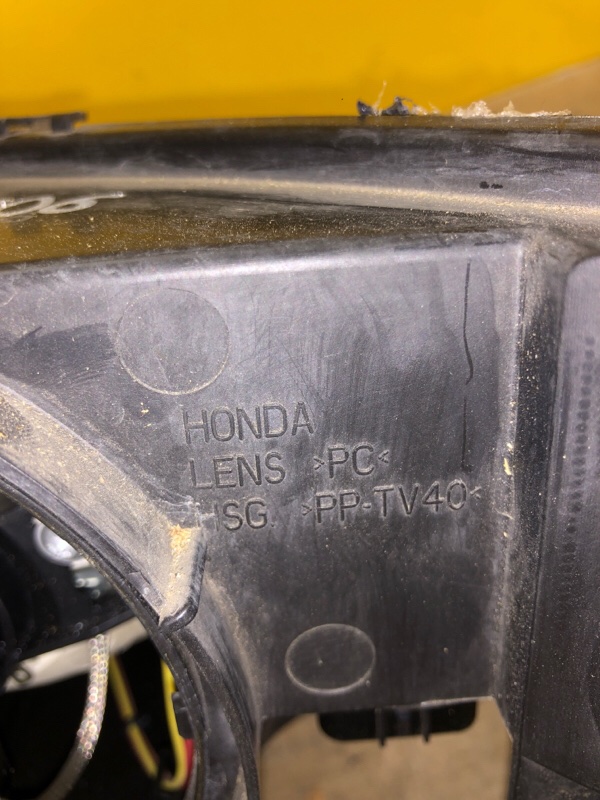 HONDA
LENS >PC<
HSG. >PP-TV40<